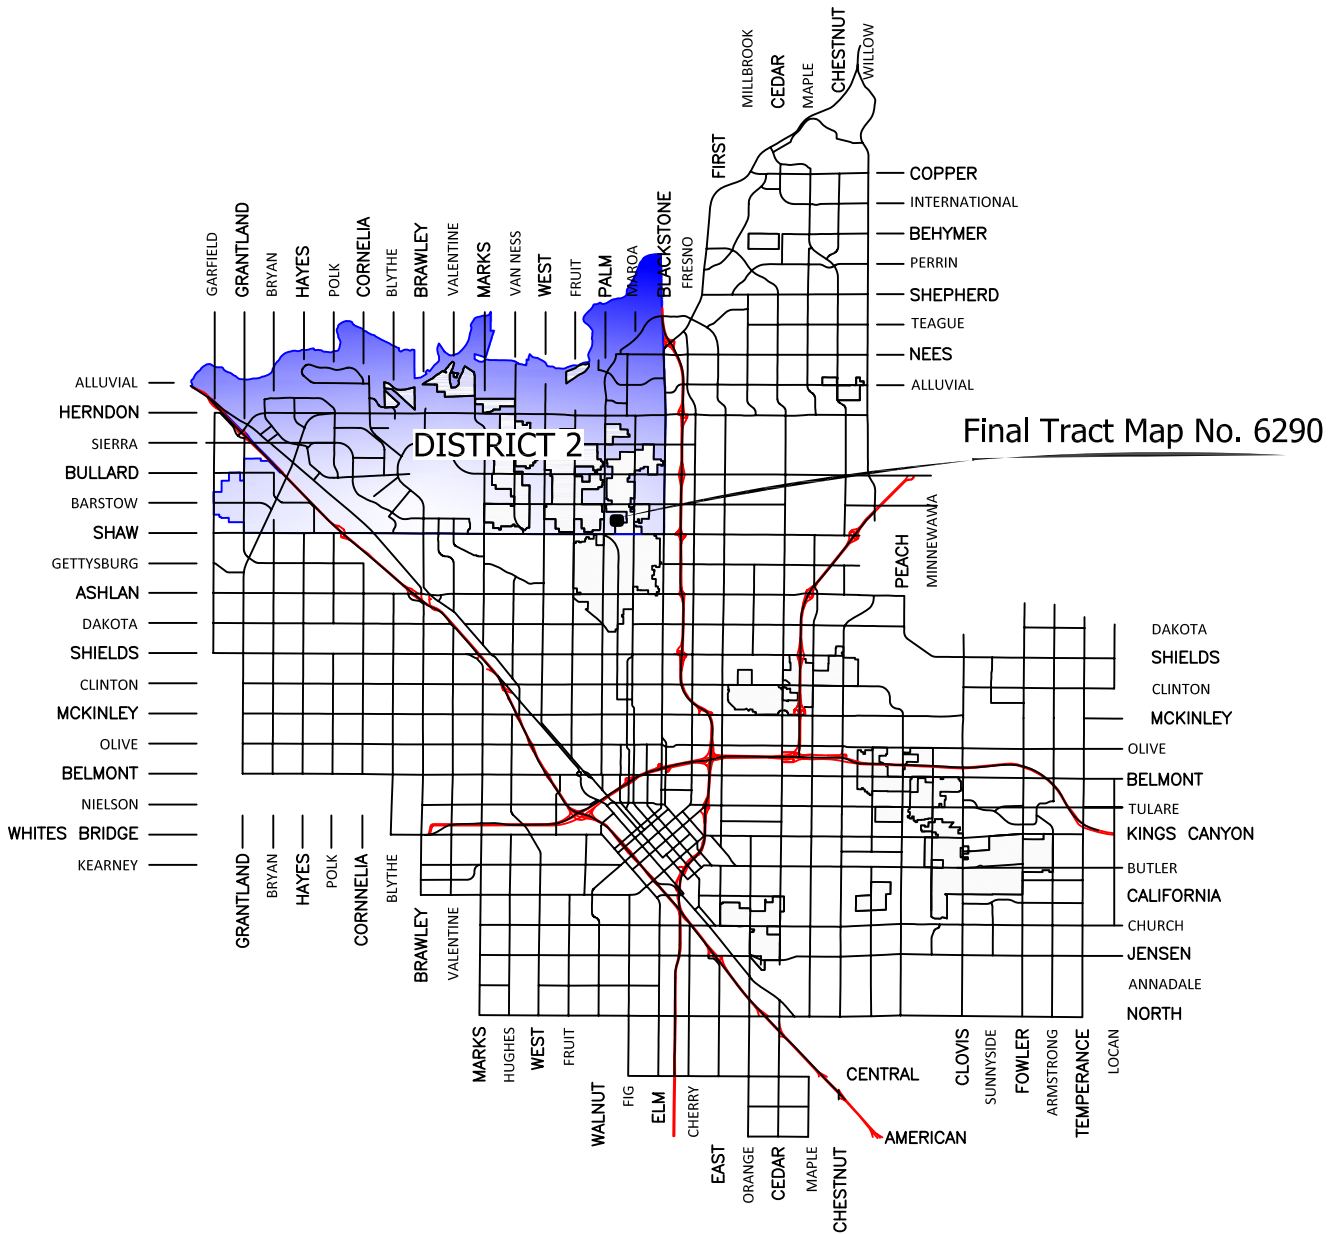 MILLBROOK
CEDAR
MAPLE
CHESTNUT
WILLOW
FIRST
COPPER
INTERNATIONAL
BEHYMER
PERRIN
SHEPHERD
TEAGUE
NEES
ALLUVIAL
GARFIELD
GRANTLAND
BRYAN
HAYES
POLK
CORNELIA
BLYTHE
BRAWLEY
VALENTINE
MARKS
VAN NESS
WEST
FRUIT
PALM
MAROA
BLACKSTONE
FRESNO
ALLUVIAL
HERNDON
SIERRA
BULLARD
BARSTOW
SHAW
GETTYSBURG
ASHLAN
DAKOTA
SHIELDS
CLINTON
MCKINLEY
OLIVE
BELMONT
NIELSON
WHITES BRIDGE
KEARNEY
DISTRICT 2
Final Tract Map No. 6290
PEACH
MINNEWAWA
DAKOTA
SHIELDS
CLINTON
MCKINLEY
OLIVE
BELMONT
TULARE
KINGS CANYON
BUTLER
CALIFORNIA
CHURCH
JENSEN
ANNADALE
NORTH
GRANTLAND
BRYAN
HAYES
POLK
CORNNELIA
BLYTHE
BRAWLEY
VALENTINE
MARKS
HUGHES
WEST
FRUIT
WALNUT
FIG
ELM
CHERRY
EAST
ORANGE
CEDAR
MAPLE
CHESTNUT
CENTRAL
AMERICAN
CLOVIS
SUNNYSIDE
FOWLER
ARMSTRONG
TEMPERANCE
LOCAN